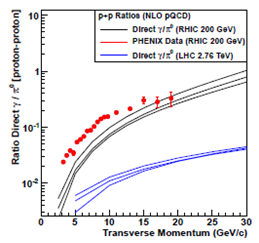 p+p Ratios (NLO pQCD)
Direct γ/π⁰ (RHIC 200 GeV)
PHENIX Data (RHIC 200 GeV)
Direct γ/π⁰ (LHC 2.76 TeV)
Ratio Direct γ / π⁰ [proton-proton]
10
1
10⁻¹
10⁻²
0 5 10 15 20 25 30
Transverse Momentum (GeV/c)